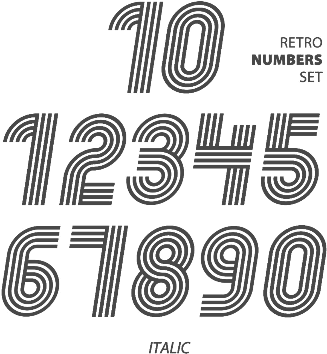 10
RETRO
NUMBERS
SET
12345
67890
ITALIC